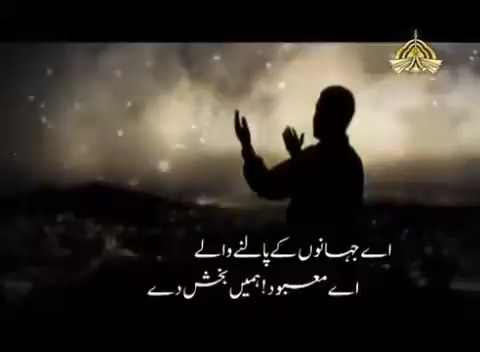 اے جہانوں کے پالنے والے
اے معبود! ہمیں بخش دے